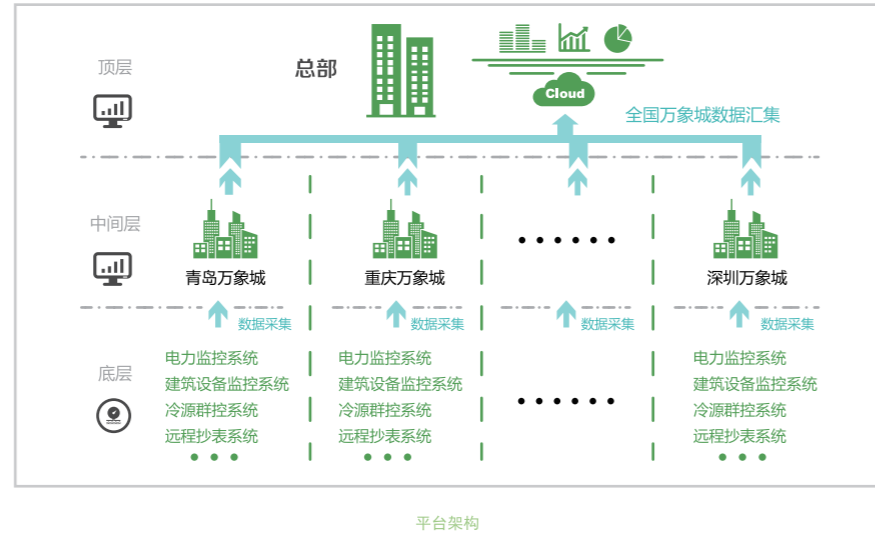 顶层
总部
Cloud
全国万象城数据汇集
中间层
青岛万象城
重庆万象城
······
深圳万象城
数据采集
数据采集
数据采集
数据采集
底层
电力监控系统
建筑设备监控系统
冷源群控系统
远程抄表系统
···
电力监控系统
建筑设备监控系统
冷源群控系统
远程抄表系统
···
······
电力监控系统
建筑设备监控系统
冷源群控系统
远程抄表系统
···
平台架构